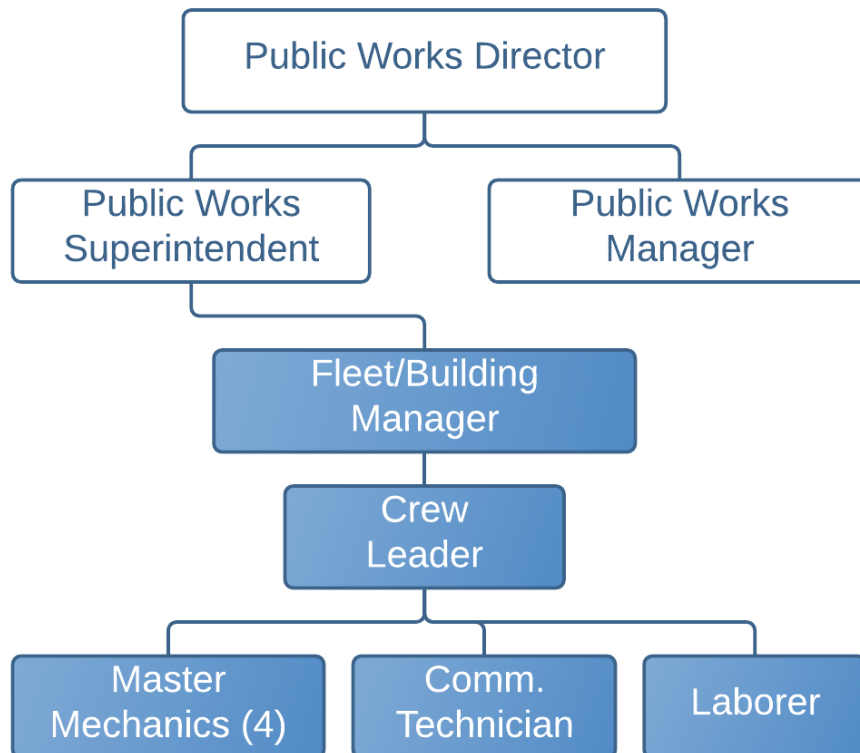 Public Works Director
Public Works
Superintendent
Public Works
Manager
Fleet/Building
Manager
Crew
Leader
Master
Mechanics (4)
Comm.
Technician
Laborer